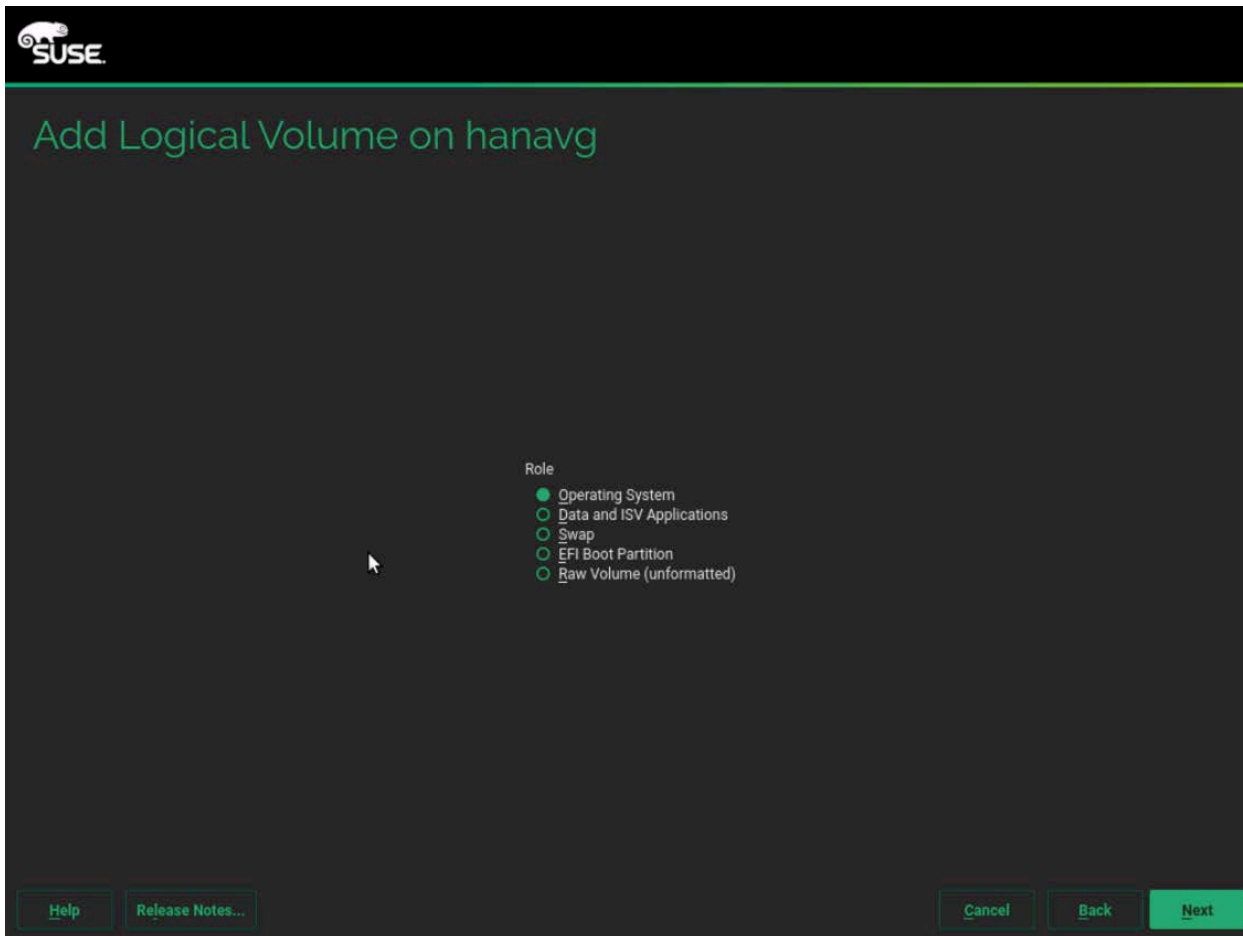 SUSE.
Add Logical Volume on hanavg
Role
Operating System
Data and ISV Applications
Swap
EFI Boot Partition
Raw Volume (unformatted)
Help
Release Notes...
Cancel
Back
Next